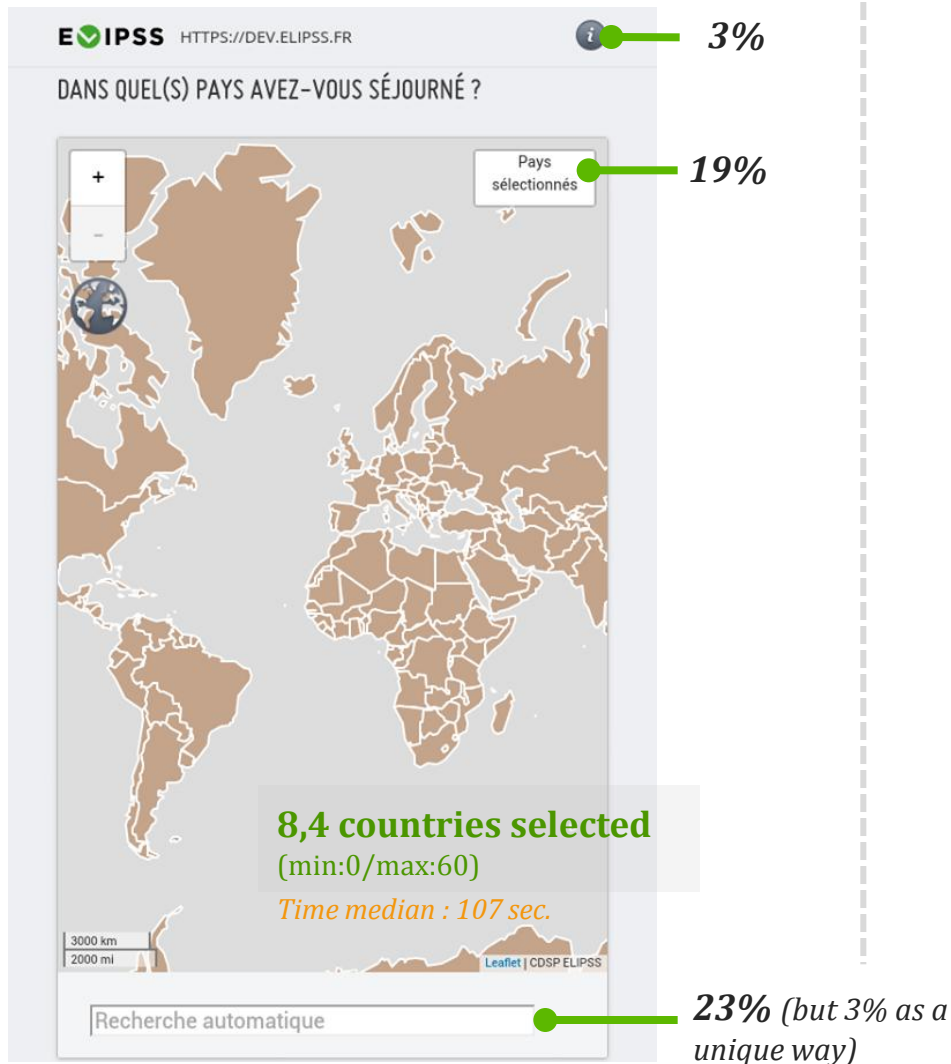 ELIPSS HTTPS://DEV.ELIPSS.FR
3%
DANS QUEL(S) PAYS AVEZ-VOUS SÉJOURNÉ ?
+
Pays
sélectionnés
19%
-
8,4 countries selected
(min:0/max:60)
Time median : 107 sec.
3000 km
2000 mi
Leaflet | CDSP ELIPSS
Recherche automatique
23% (but 3% as a
unique way)